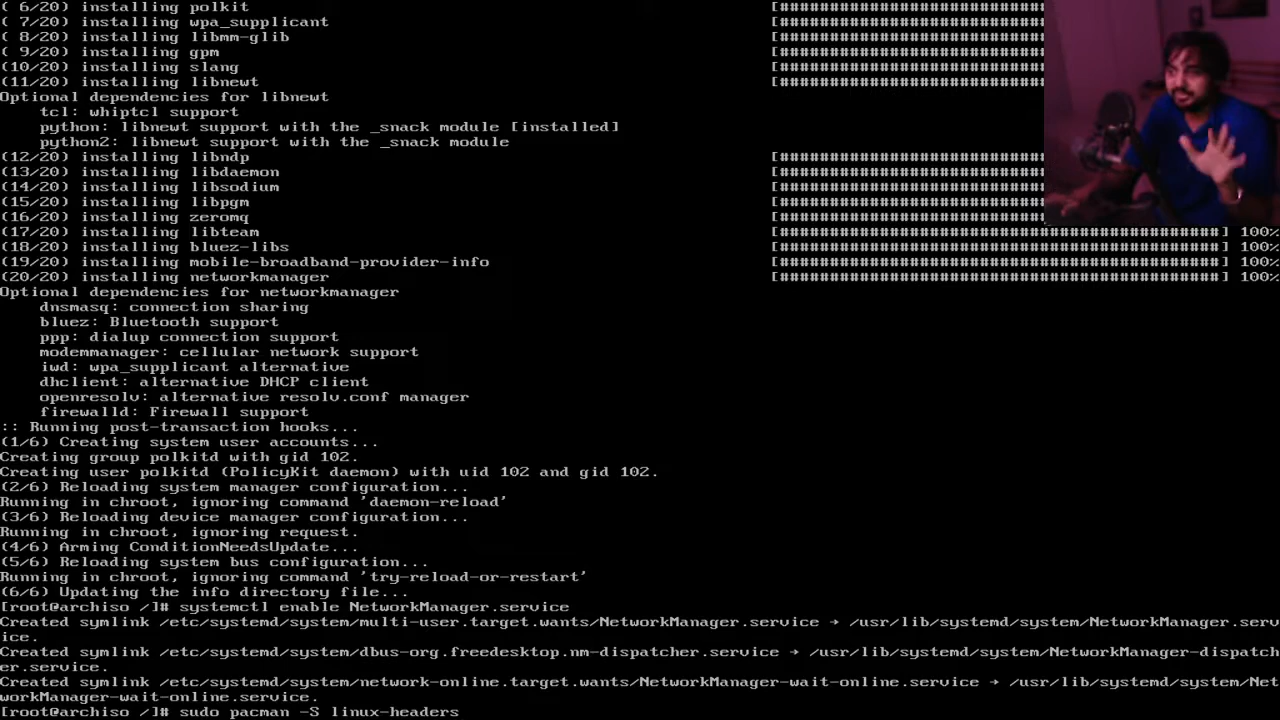 ( 6/20) installing polkit [##################################
( 7/20) installing wpa_supplicant [##################################
( 8/20) installing libmm-glib [##################################
( 9/20) installing gpm [##################################
(10/20) installing slang [##################################
(11/20) installing libnewt [##################################
Optional dependencies for libnewt
    tcl: whiptcl support
    python: libnewt support with the _snack module [installed]
    python2: libnewt support with the _snack module
(12/20) installing libndp [##################################
(13/20) installing libdaemon [##################################
(14/20) installing libsodium [##################################
(15/20) installing libpgm [##################################
(16/20) installing zeromq [##################################
(17/20) installing libteam [############################################] 100%
(18/20) installing bluez-libs [############################################] 100%
(19/20) installing mobile-broadband-provider-info [############################################] 100%
(20/20) installing networkmanager [############################################] 100%
Optional dependencies for networkmanager
    dnsmasq: connection sharing
    bluez: Bluetooth support
    ppp: dialup connection support
    modemmanager: cellular network support
    iwd: wpa_supplicant alternative
    dhclient: alternative DHCP client
    openresolv: alternative resolv.conf manager
    firewalld: Firewall support
:: Running post-transaction hooks...
(1/6) Creating system user accounts...
Creating group polkitd with gid 102.
Creating user polkitd (PolicyKit daemon) with uid 102 and gid 102.
(2/6) Reloading system manager configuration...
Running in chroot, ignoring command 'daemon-reload'
(3/6) Reloading device manager configuration...
Running in chroot, ignoring request.
(4/6) Arming ConditionNeedsUpdate...
(5/6) Reloading system bus configuration...
Running in chroot, ignoring command 'try-reload-or-restart'
(6/6) Updating the info directory file...
[root@archiso /]# systemctl enable NetworkManager.service
Created symlink /etc/systemd/system/multi-user.target.wants/NetworkManager.service → /usr/lib/systemd/system/NetworkManager.serv
ice.
Created symlink /etc/systemd/system/dbus-org.freedesktop.nm-dispatcher.service → /usr/lib/systemd/system/NetworkManager-dispatch
er.service.
Created symlink /etc/systemd/system/network-online.target.wants/NetworkManager-wait-online.service → /usr/lib/systemd/system/Net
workManager-wait-online.service.
[root@archiso /]# sudo pacman -S linux-headers